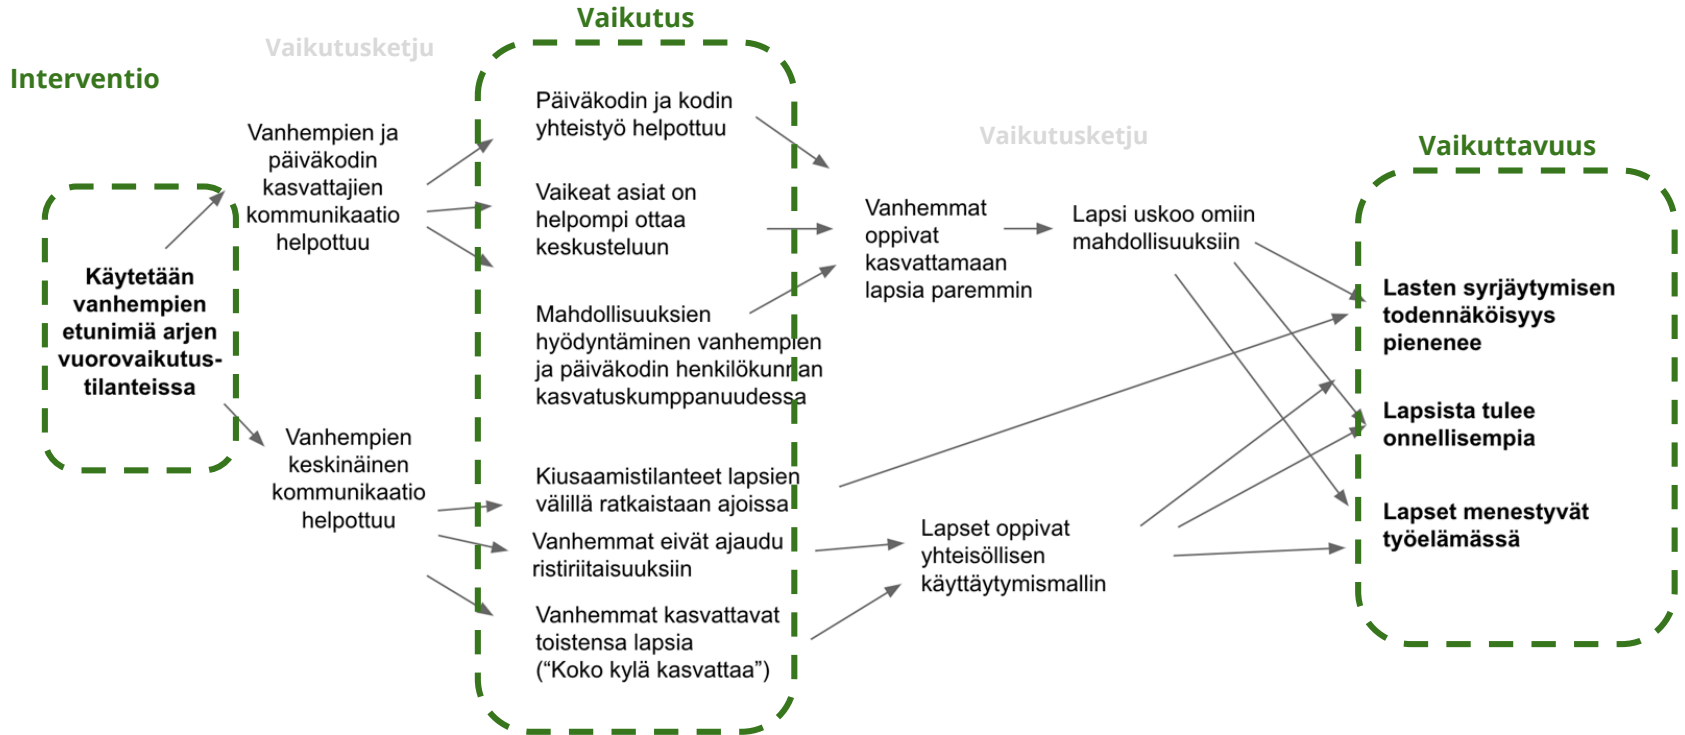 Interventio
Käytetään
vanhempien
etunimiä arjen
vuorovaikutus-
tilanteissa
Vaikutusketju
Vanhempien ja
päiväkodin
kasvattajien
kommunikaatio
helpottuu
Vanhempien
keskinäinen
kommunikaatio
helpottuu
Vaikutus
Päiväkodin ja kodin
yhteistyö helpottuu
Vaikeat asiat on
helpompi ottaa
keskusteluun
Mahdollisuuksien
hyödyntäminen vanhempien
ja päiväkodin henkilökunnan
kasvatuskumppanuudessa
Kiusaamistilanteet lapsien
välillä ratkaistaan ajoissa
Vanhemmat eivät ajaudu
ristiriitaisuuksiin
Vanhemmat kasvattavat
toistensa lapsia
(“Koko kylä kasvattaa”)
Vaikutusketju
Vanhemmat
oppivat
kasvattamaan
lapsia paremmin
Lapsi uskoo omiin
mahdollisuuksiin
Lapset oppivat
yhteisöllisen
käyttäytymismallin
Vaikuttavuus
Lasten syrjäytymisen
todennäköisyys
pienenee
Lapsista tulee
onnellisempia
Lapset menestyvät
työelämässä